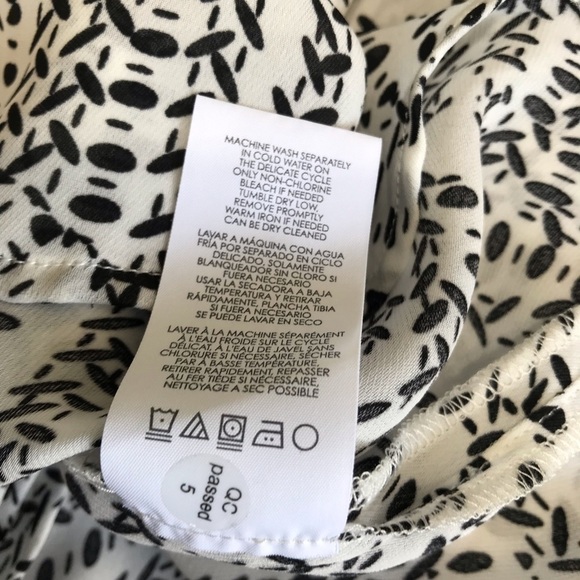 MACHINE WASH SEPARATELY
IN COLD WATER ON
THE DELICATE CYCLE
ONLY NON-CHLORINE
BLEACH IF NEEDED
TUMBLE DRY LOW,
REMOVE PROMPTLY
WARM IRON IF NEEDED
CAN BE DRY CLEANED
LAVAR A MÁQUINA CON AGUA
FRÍA POR SEPARADO EN CICLO
DELICADO, SOLAMENTE
BLANQUEADOR SIN CLORO SI
FUERA NECESARIO
USAR LA SECADORA A BAJA
TEMPERATURA Y RETIRAR
RÁPIDAMENTE, PLANCHA TIBIA
SI FUERA NECESARIO
SE PUEDE LAVAR EN SECO
LAVER À LA MACHINE SÉPARÉMENT
À L'EAU FROIDE SUR LE CYCLE
DÉLICAT, À L'EAU DE JAVEL SANS
CHLORURE SI NÉCESSAIRE, SÉCHER
PAR A BASSE TEMPÉRATURE,
RETIRER RAPIDEMENT, REPASSER
AU FER TIÈDE SI NÉCESSAIRE,
NETTOYAGE A SEC POSSIBLE
QC
passed
5